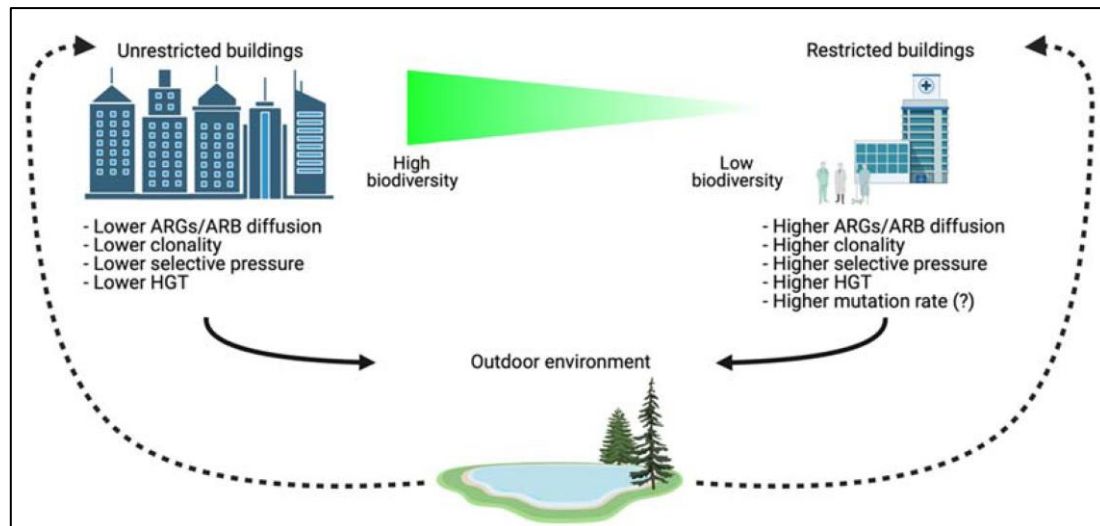 Unrestricted buildings
Restricted buildings
High
biodiversity
Low
biodiversity
- Lower ARGs/ARB diffusion
- Lower clonality
- Lower selective pressure
- Lower HGT
- Higher ARGs/ARB diffusion
- Higher clonality
- Higher selective pressure
- Higher HGT
- Higher mutation rate (?)
Outdoor environment